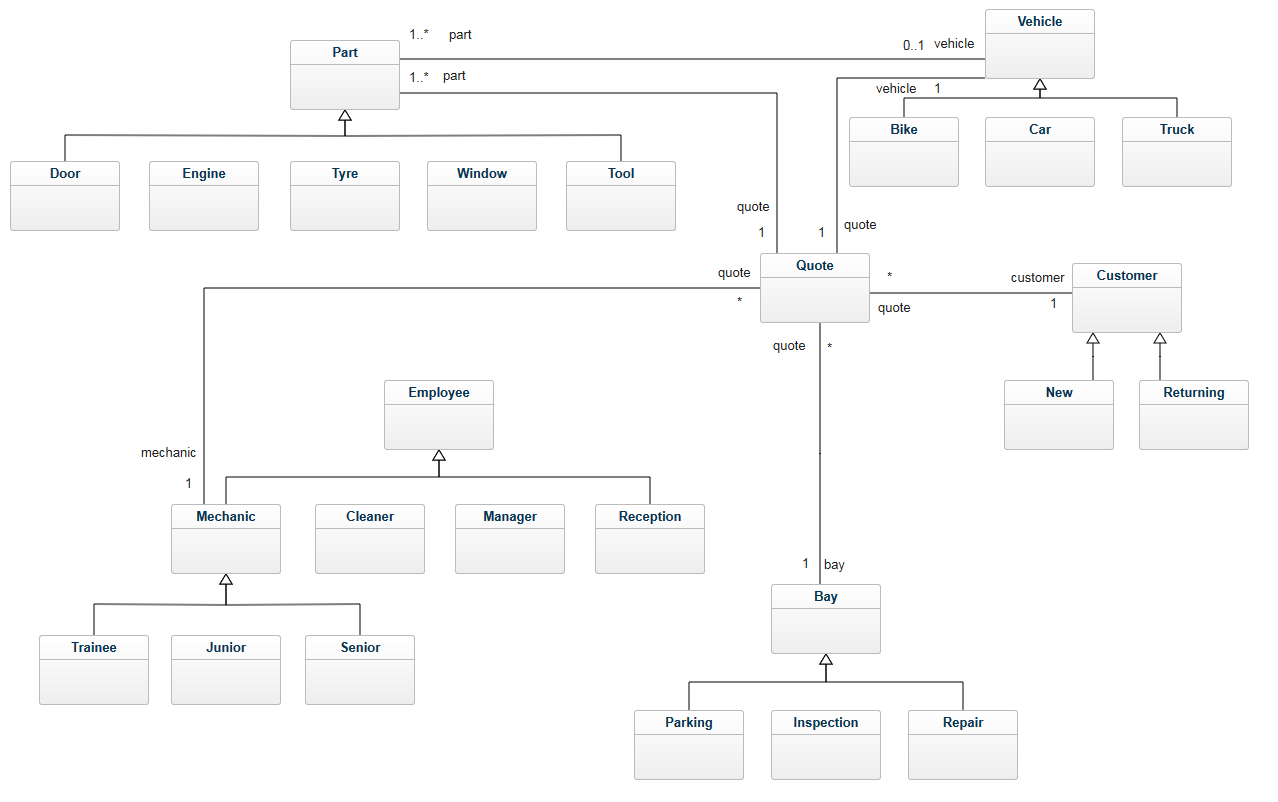 Vehicle
1..* part
0..1 vehicle
Part
1..* part
vehicle 1
Bike
Car
Truck
Door
Engine
Tyre
Window
Tool
quote
1
1
quote
Quote
quote
*
*
quote
customer
1
Customer
quote
*
Employee
New
Returning
mechanic
1
Mechanic
Cleaner
Manager
Reception
1 bay
Bay
Trainee
Junior
Senior
Parking
Inspection
Repair